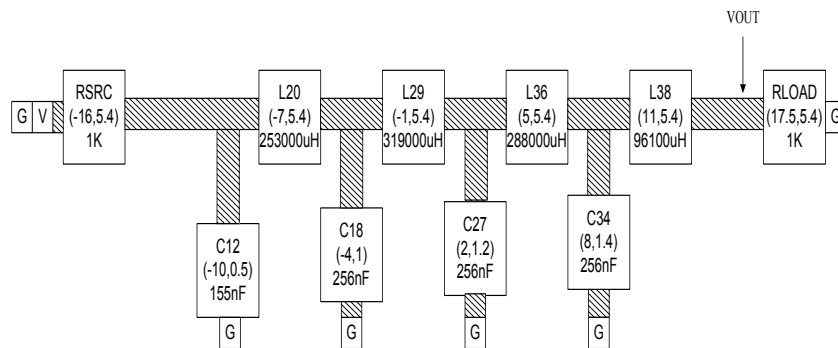 VOUT
G V
RSRC
(-16,5.4)
1K
L20
(-7,5.4)
253000uH
L29
(-1,5.4)
319000uH
L36
(5,5.4)
288000uH
L38
(11,5.4)
96100uH
RLOAD
(17.5,5.4)
1K
G
C12
(-10,0.5)
155nF
G
C18
(-4,1)
256nF
G
C27
(2,1.2)
256nF
G
C34
(8,1.4)
256nF
G